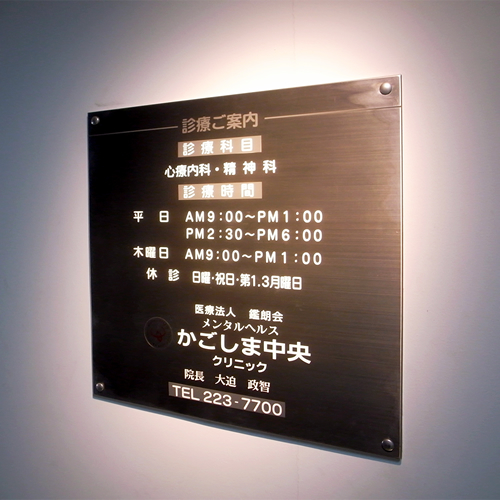 診療ご案内
診療科目
心療内科・精神科
診療時間
平日 AM9:00〜PM1:00
PM2:30〜PM6:00
木曜日 AM9:00〜PM1:00
休診 日曜・祝日・第1.3月曜日
医療法人 鑑朗会
メンタルヘルス
かごしま中央
クリニック
院長 大迫 政智
TEL 223-7700